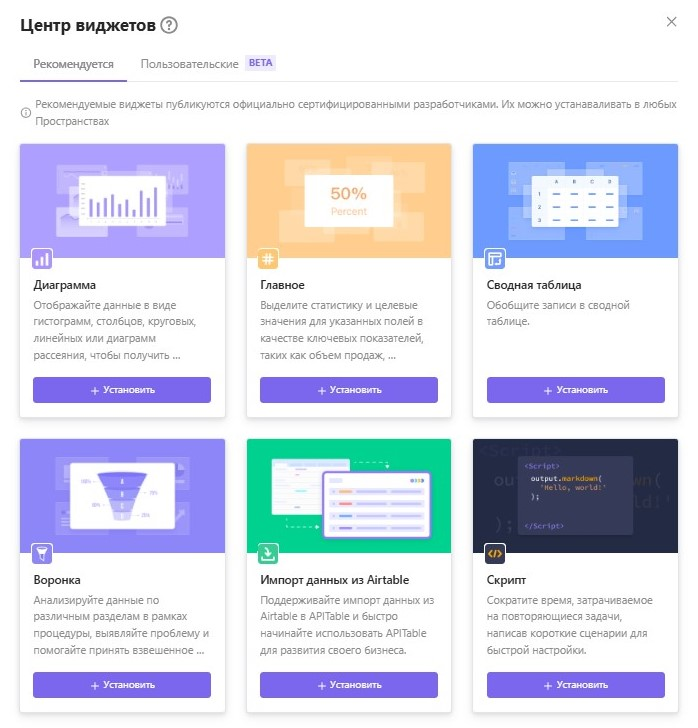 Центр виджетов ?
Рекомендуется Пользовательские BETA
Рекомендуемые виджеты публикуются официально сертифицированными разработчиками. Их можно устанавливать в любых
Пространствах
50%
Percent
A B C D
1
2
3
Диаграмма
Отображайте данные в виде
гистограмм, столбцов, круговых,
линейных или диаграмм
рассеяния, чтобы получить ...
+ Установить
Главное
Выделите статистику и целевые
значения для указанных полей в
качестве ключевых показателей,
таких как объем продаж, ...
+ Установить
Сводная таблица
Обобщите записи в сводной
таблице.
+ Установить
<Script>
output.markdown(
'Hello, world!'
);
</Script>
Воронка
Анализируйте данные по
различным разделам в рамках
процедуры, выявляйте проблему и
помогайте принять взвешенное ...
+ Установить
Импорт данных из Airtable
Поддерживайте импорт данных из
Airtable в APITable и быстро
начинайте использовать APITable
для развития своего бизнеса.
+ Установить
Скрипт
Сократите время, затрачиваемое
на повторяющиеся задачи,
написав короткие сценарии для
быстрой настройки.
+ Установить